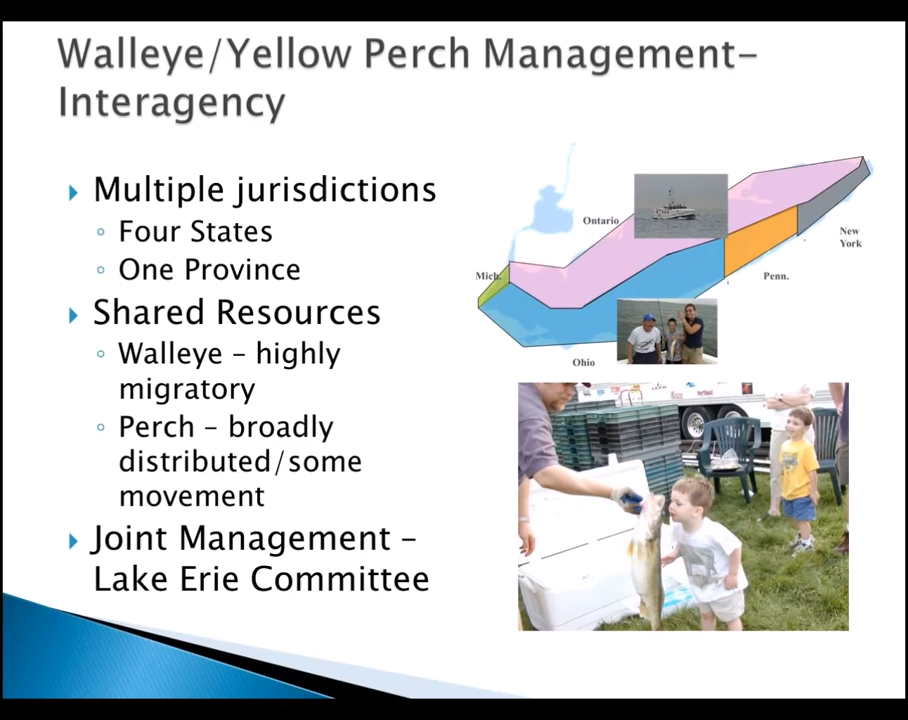 Walleye/Yellow Perch Management-
Interagency
Multiple jurisdictions
Four States
One Province
Shared Resources
Walleye – highly
migratory
Perch – broadly
distributed/some
movement
Joint Management –
Lake Erie Committee
Ontario
New
York
Mich.
Penn.
Ohio